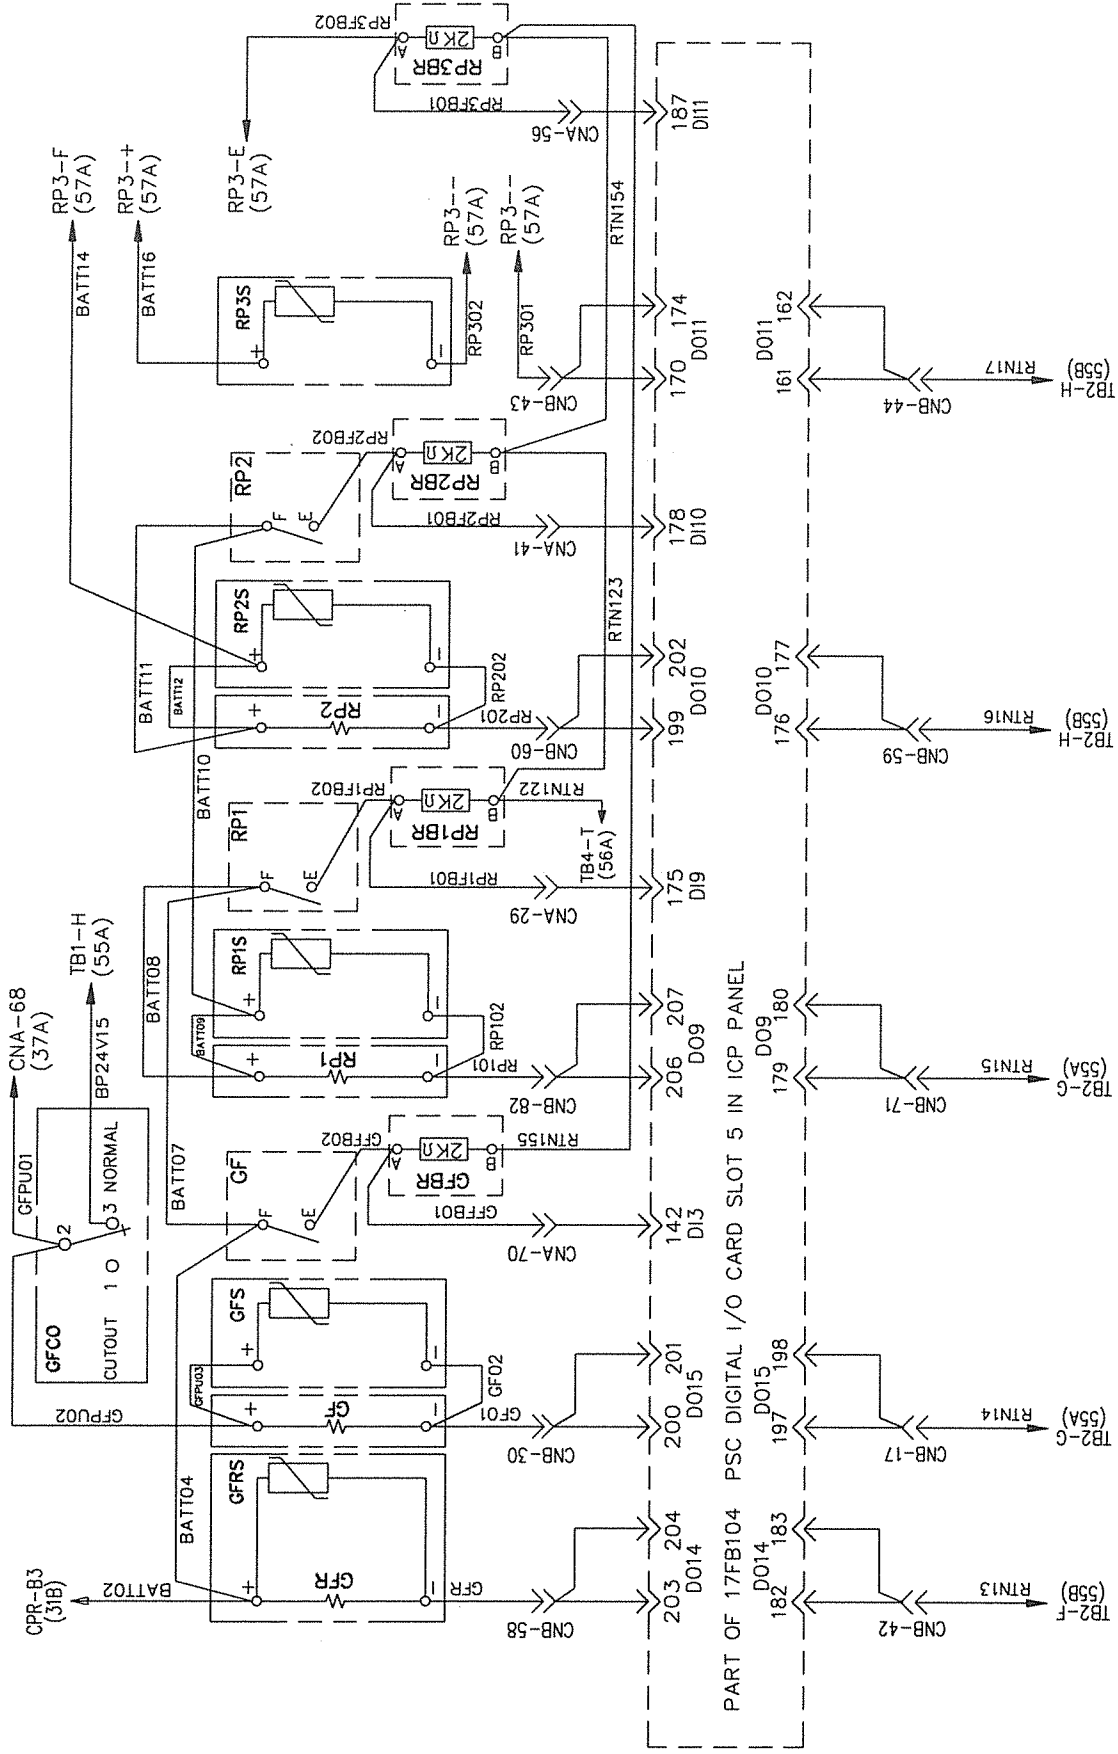 CPR-B3
(31B)
BATT02
BATT04
GFRS
+
GFR
-
GFR
CNB-58
203
204
DO14
GFPU01
CNA-68
(37A)
GFCO
CUTOUT
1
2
3
NORMAL
BP24V15
TB1-H
(55A)
GFPU02
GFPU03
GFS
+
+
GF
-
-
GF02
GF01
CNB-30
200
201
DO15
BATT07
GF
F
E
GFFB02
A
2KΩ
B
GFBR
GFFB01
RTN155
CNA-70
142
DI3
BATT08
BATT09
BATT10
RP1S
+
+
RP1
-
-
RP102
RP101
CNB-82
206
207
DO9
RP1
F
E
RP1FB02
A
2KΩ
B
RP1BR
RP1FB01
RTN122
TB4-T
(56A)
CNA-29
175
DI9
BATT11
BATT12
RP2S
+
+
RP2
-
-
RP202
RP201
CNB-60
199
202
DO10
RTN123
RP2
F
E
RP2FB02
A
2KΩ
B
RP2BR
RP2FB01
CNA-41
178
DI10
BATT14
RP3-F
(57A)
BATT16
RP3-+
(57A)
RP3S
+
-
RP302
RP3--
(57A)
RP301
RP3--
(57A)
CNB-43
170
174
DO11
RTN154
RP3-E
(57A)
RP3FB02
A
2KΩ
B
RP3BR
RP3FB01
CNA-56
187
DI11
PART OF 17FB104 PSC DIGITAL I/O CARD SLOT 5 IN ICP PANEL
DO14
182
183
CNB-42
RTN13
TB2-F
(55B)
DO15
197
198
CNB-17
RTN14
TB2-G
(55A)
DO9
179
180
CNB-71
RTN15
TB2-G
(55A)
DO10
176
177
CNB-59
RTN16
TB2-H
(55B)
DO11
161
162
CNB-44
RTN17
TB2-H
(55B)